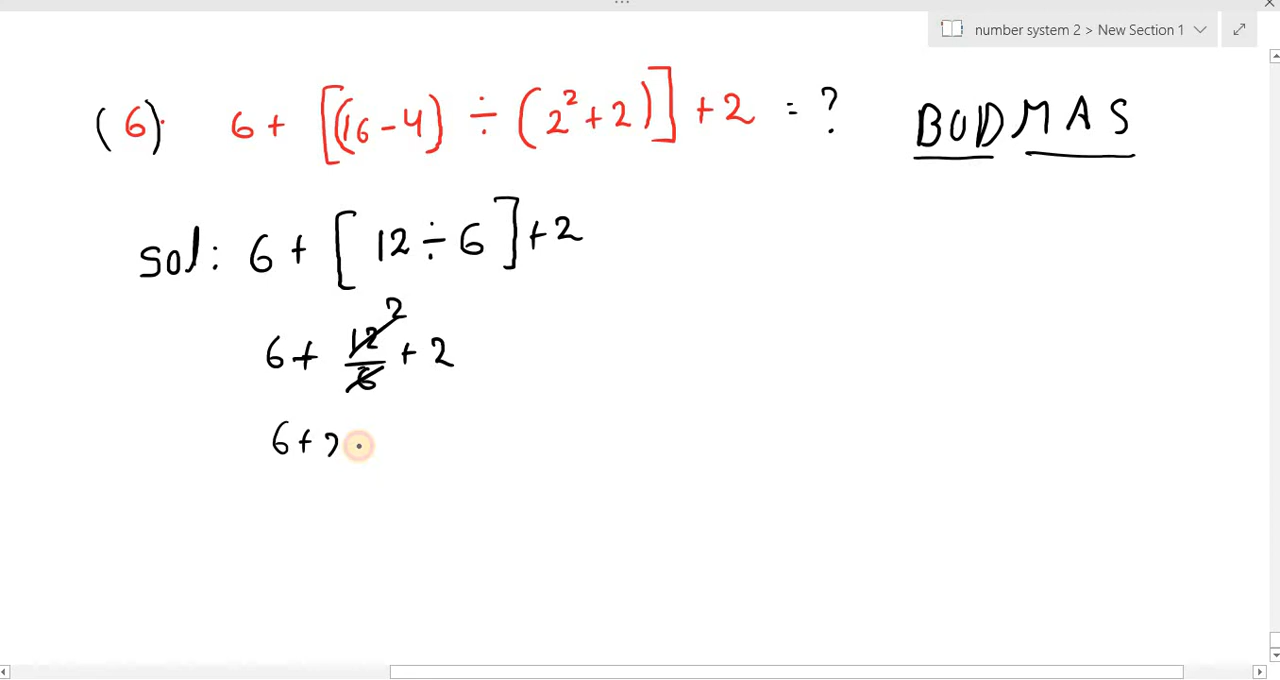 number system 2 > New Section 1
(6). 6 + [(16 - 4) ÷ (2² + 2)] + 2 = ? BODMAS
Sol: 6 + [12 ÷ 6] + 2
6 + 12/6 2 + 2
6 + 2